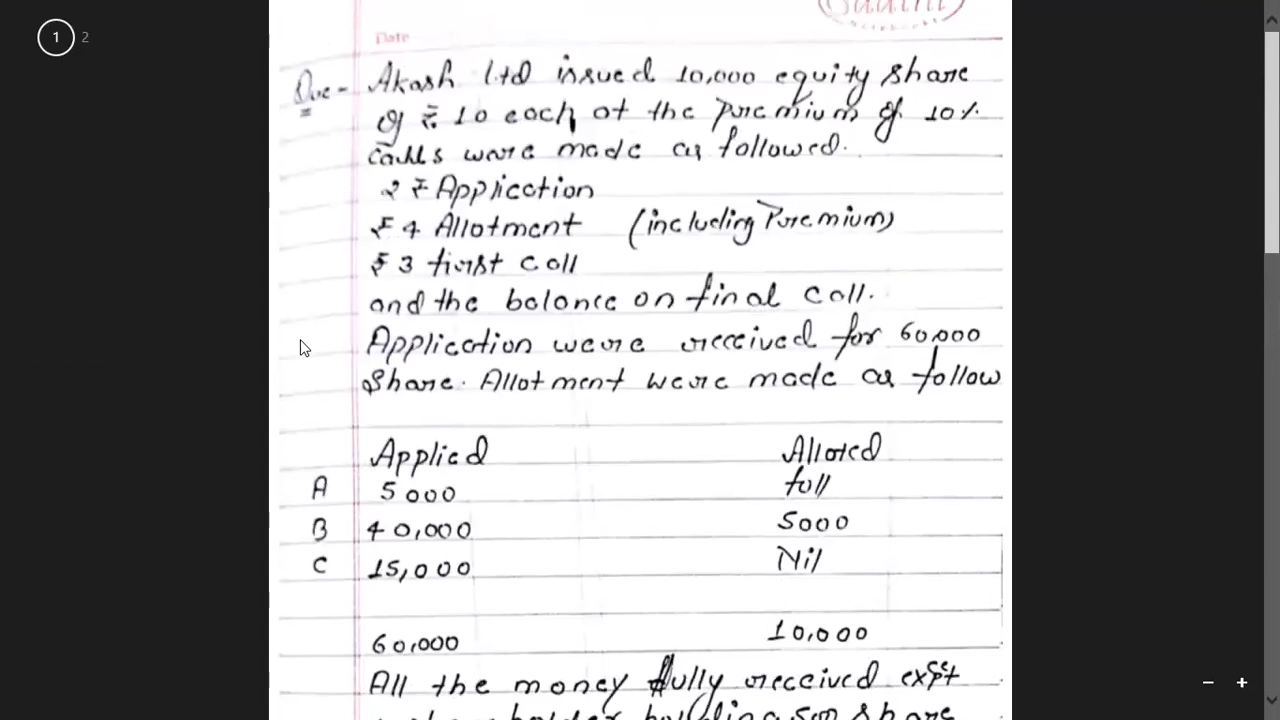 1 2
Date
Que - Akash Ltd issued 10,000 equity share
of ₹ 10 each at the premium of 10%
calls were made as followed.
2 ₹ Application
₹ 4 Allotment (including Premium)
₹ 3 first call
and the balance on final call.
Application were received for 60,000
Share. Allotment were made as follow
Applied Alloted
A 5000 full
B 40,000 5000
C 15,000 Nil
60,000 10,000
All the money fully received expt
holder holding share